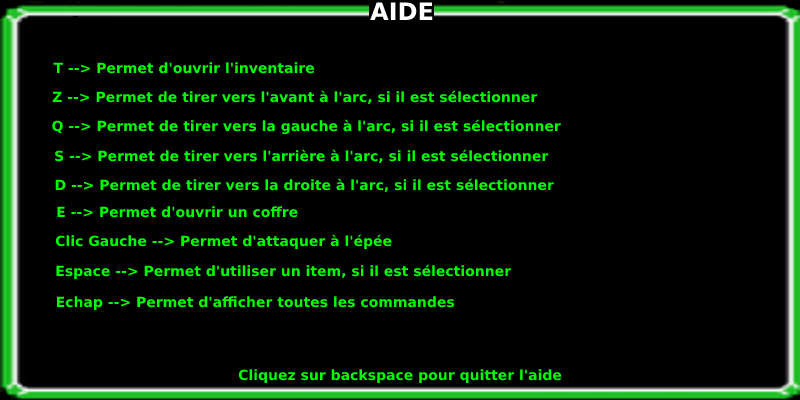 AIDE
T --> Permet d'ouvrir l'inventaire
Z --> Permet de tirer vers l'avant à l'arc, si il est sélectionner
Q --> Permet de tirer vers la gauche à l'arc, si il est sélectionner
S --> Permet de tirer vers l'arrière à l'arc, si il est sélectionner
D --> Permet de tirer vers la droite à l'arc, si il est sélectionner
E --> Permet d'ouvrir un coffre
Clic Gauche --> Permet d'attaquer à l'épée
Espace --> Permet d'utiliser un item, si il est sélectionner
Echap --> Permet d'afficher toutes les commandes
Cliquez sur backspace pour quitter l'aide